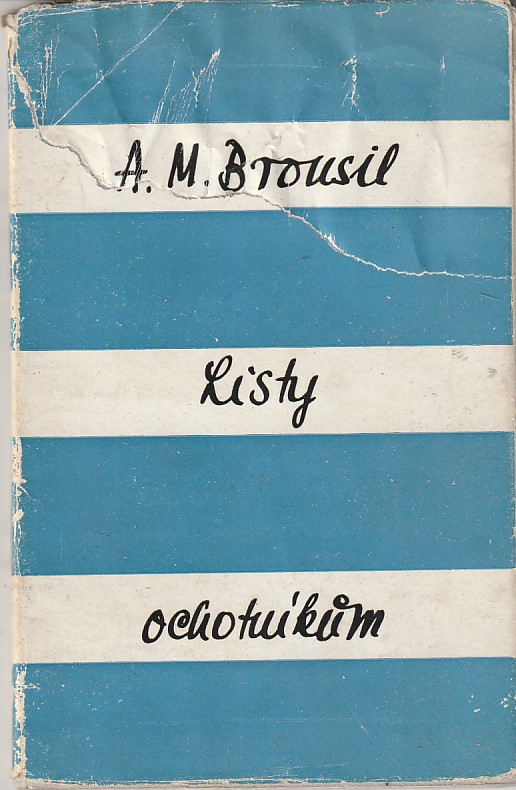 A. M. Brousil
Listy
ochotníkům